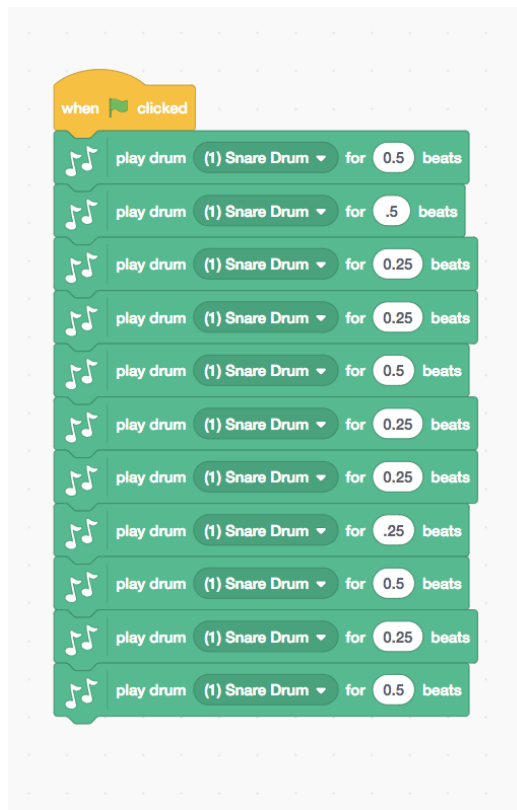 when clicked
play drum (1) Snare Drum for 0.5 beats
play drum (1) Snare Drum for .5 beats
play drum (1) Snare Drum for 0.25 beats
play drum (1) Snare Drum for 0.25 beats
play drum (1) Snare Drum for 0.5 beats
play drum (1) Snare Drum for 0.25 beats
play drum (1) Snare Drum for 0.25 beats
play drum (1) Snare Drum for .25 beats
play drum (1) Snare Drum for 0.5 beats
play drum (1) Snare Drum for 0.25 beats
play drum (1) Snare Drum for 0.5 beats